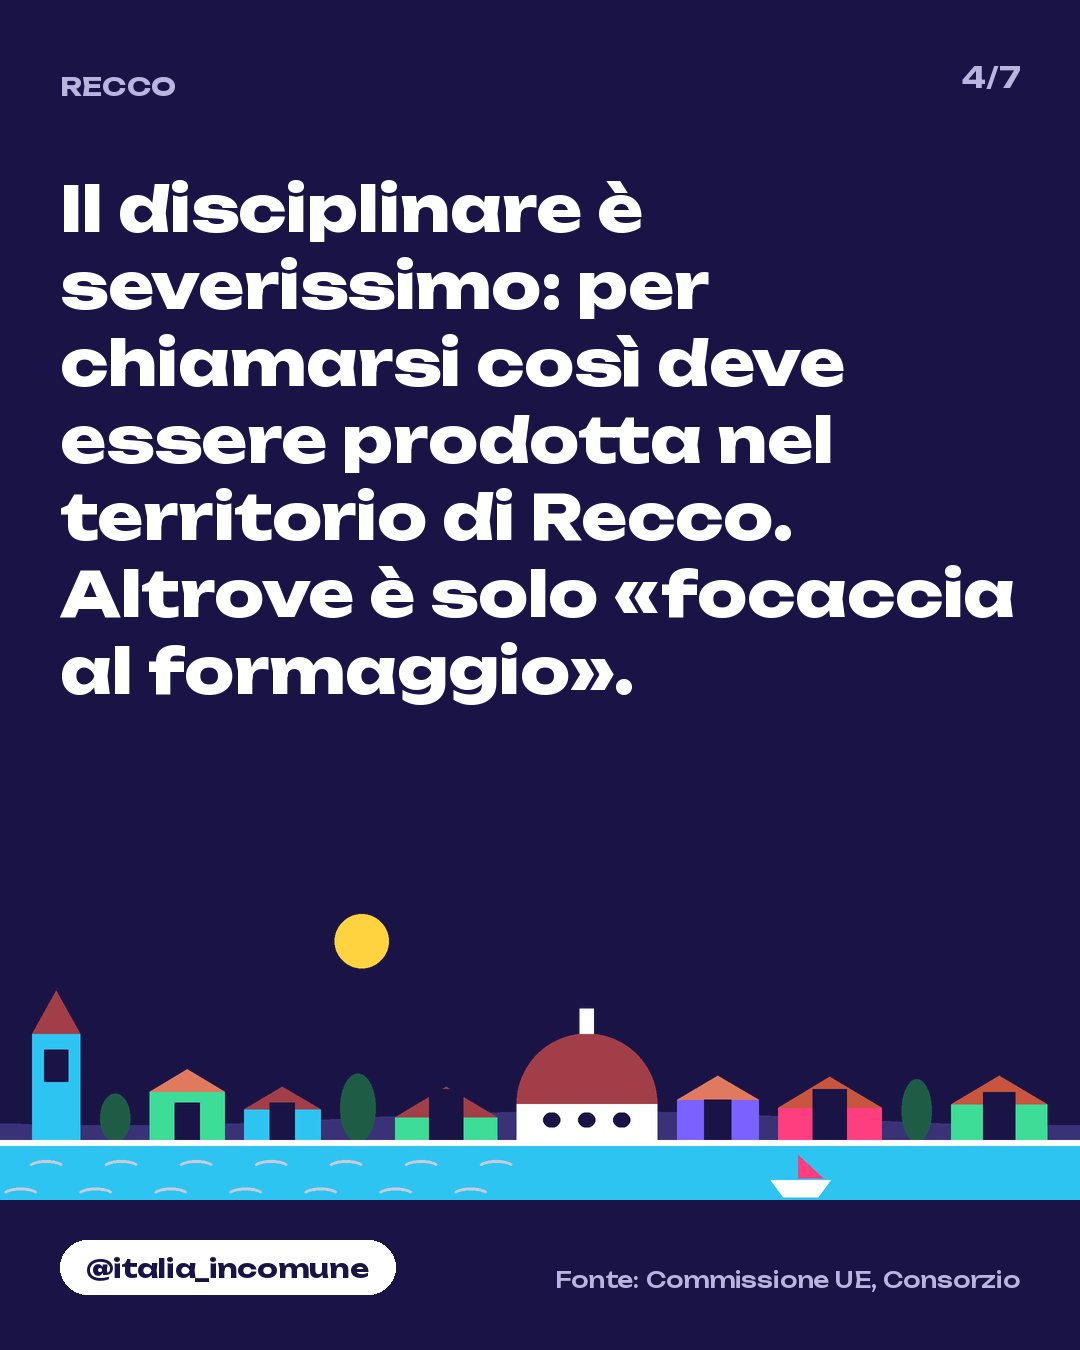 RECCO
4/7
Il disciplinare è
severissimo: per
chiamarsi così deve
essere prodotta nel
territorio di Recco.
Altrove è solo «focaccia
al formaggio».
@italia_incomune
Fonte: Commissione UE, Consorzio